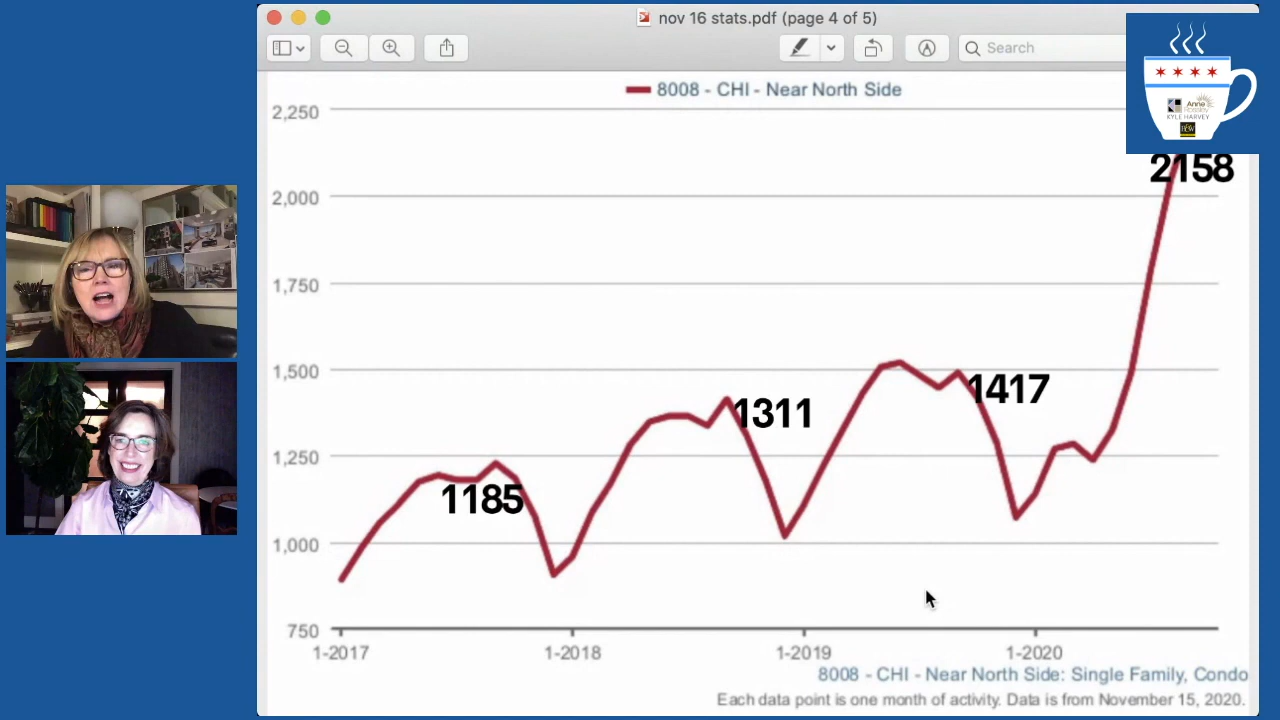 nov 16 stats.pdf (page 4 of 5)
Search
Anne
KYLE HARVEY
8008 - CHI - Near North Side
2,250
2,000
1,750
1,500
1,250
1,000
750
2158
1417
1311
1185
1-2017
1-2018
1-2019
1-2020
8008 - CHI - Near North Side: Single Family, Condo
Each data point is one month of activity. Data is from November 15, 2020.